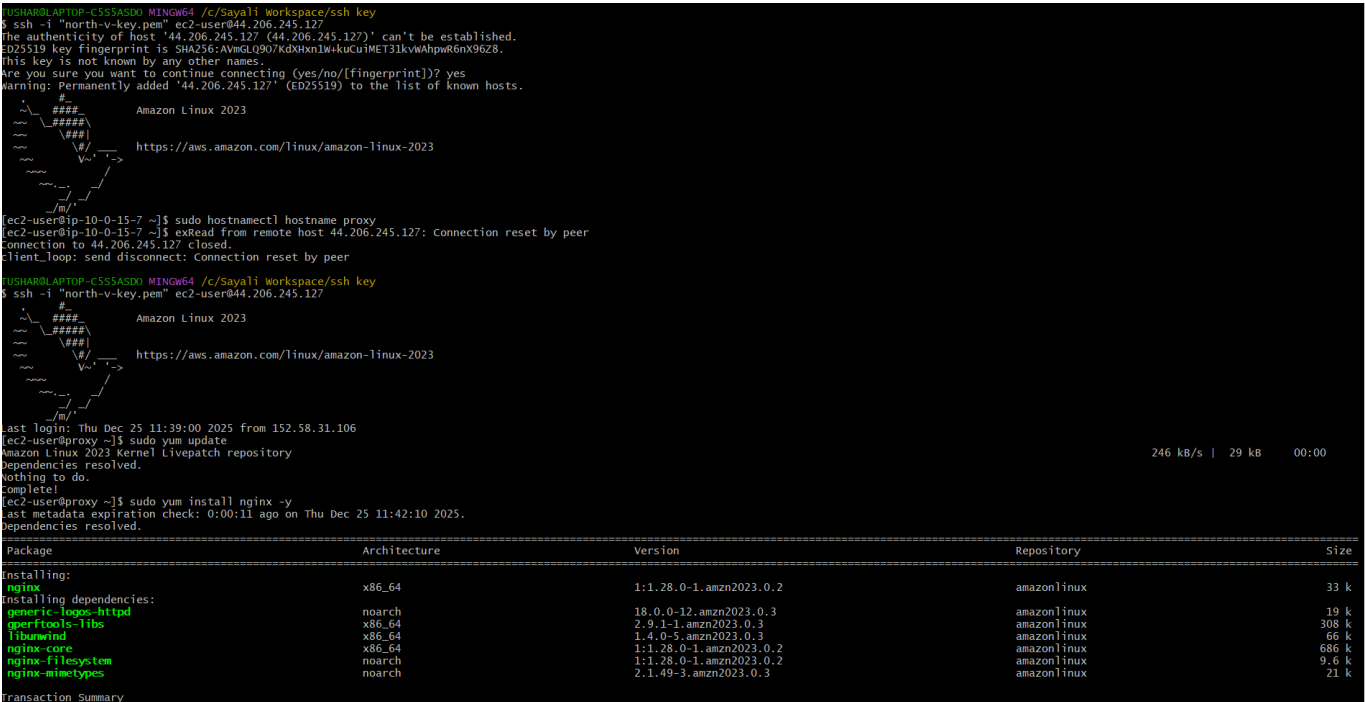 TUSHAR@LAPTOP-C5S5ASDO MINGW64 /c/Sayali Workspace/ssh key
$ ssh -i "north-v-key.pem" ec2-user@44.206.245.127
The authenticity of host '44.206.245.127 (44.206.245.127)' can't be established.
ED25519 key fingerprint is SHA256:AVmGLQ9O7KdXHxn1W+kuCuiMET31kvWAhpwR6nX96Z8.
This key is not known by any other names.
Are you sure you want to continue connecting (yes/no/[fingerprint])? yes
Warning: Permanently added '44.206.245.127' (ED25519) to the list of known hosts.
   ,     #_
   ~\_  ####_        Amazon Linux 2023
  ~~  \_#####\
  ~~     \###|
  ~~       \#/ ___   https://aws.amazon.com/linux/amazon-linux-2023
   ~~       V~' '->
    ~~~         /
      ~~._.   _/
         _/ _/
       _/m/'
[ec2-user@ip-10-0-15-7 ~]$ sudo hostnamectl hostname proxy
[ec2-user@ip-10-0-15-7 ~]$ exRead from remote host 44.206.245.127: Connection reset by peer
Connection to 44.206.245.127 closed.
client_loop: send disconnect: Connection reset by peer
TUSHAR@LAPTOP-C5S5ASDO MINGW64 /c/Sayali Workspace/ssh key
$ ssh -i "north-v-key.pem" ec2-user@44.206.245.127
   ,     #_
   ~\_  ####_        Amazon Linux 2023
  ~~  \_#####\
  ~~     \###|
  ~~       \#/ ___   https://aws.amazon.com/linux/amazon-linux-2023
   ~~       V~' '->
    ~~~         /
      ~~._.   _/
         _/ _/
       _/m/'
Last login: Thu Dec 25 11:39:00 2025 from 152.58.31.106
[ec2-user@proxy ~]$ sudo yum update
Amazon Linux 2023 Kernel Livepatch repository 246 kB/s | 29 kB 00:00
Dependencies resolved.
Nothing to do.
Complete!
[ec2-user@proxy ~]$ sudo yum install nginx -y
Last metadata expiration check: 0:00:11 ago on Thu Dec 25 11:42:10 2025.
Dependencies resolved.
Package Architecture Version Repository Size
Installing:
nginx x86_64 1:1.28.0-1.amzn2023.0.2 amazonlinux 33 k
Installing dependencies:
generic-logos-httpd noarch 18.0.0-12.amzn2023.0.3 amazonlinux 19 k
gperftools-libs x86_64 2.9.1-1.amzn2023.0.3 amazonlinux 308 k
libunwind x86_64 1.4.0-5.amzn2023.0.3 amazonlinux 66 k
nginx-core x86_64 1:1.28.0-1.amzn2023.0.2 amazonlinux 686 k
nginx-filesystem noarch 1:1.28.0-1.amzn2023.0.2 amazonlinux 9.6 k
nginx-mimetypes noarch 2.1.49-3.amzn2023.0.3 amazonlinux 21 k
Transaction Summary